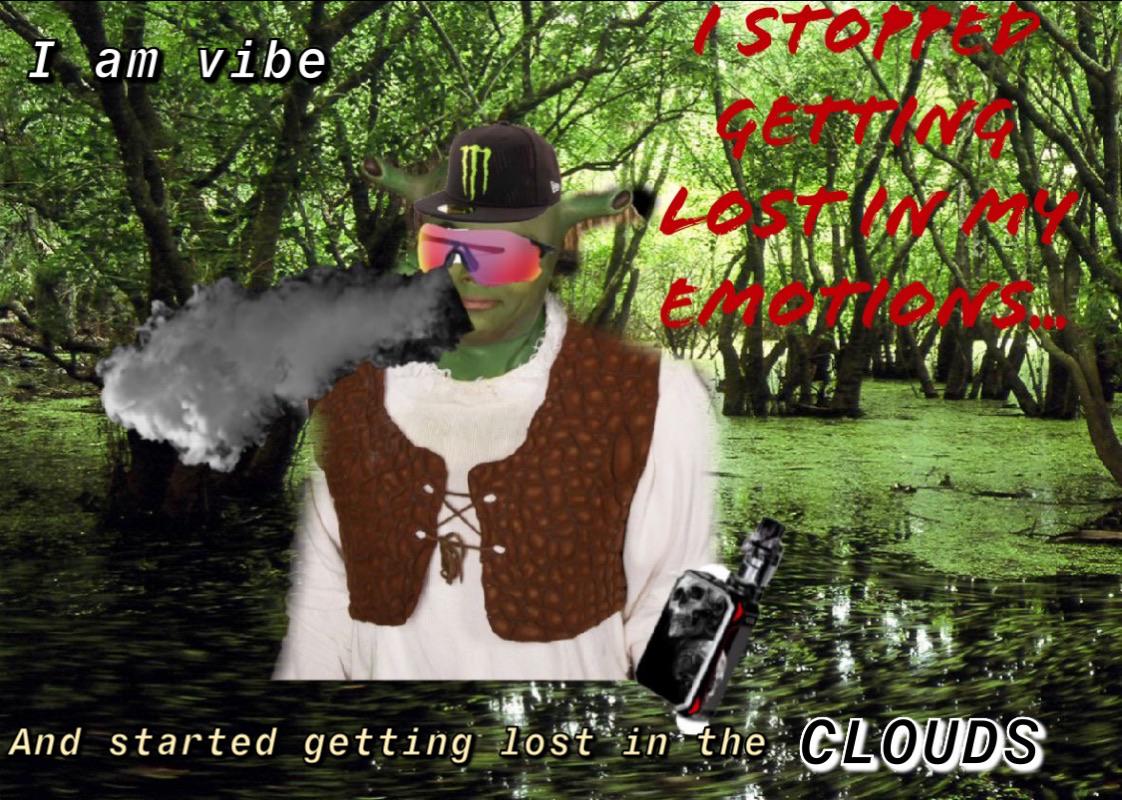 I am vibe
I STOPPED
GETTING
LOST IN MY
EMOTIONS...
And started getting lost in the CLOUDS